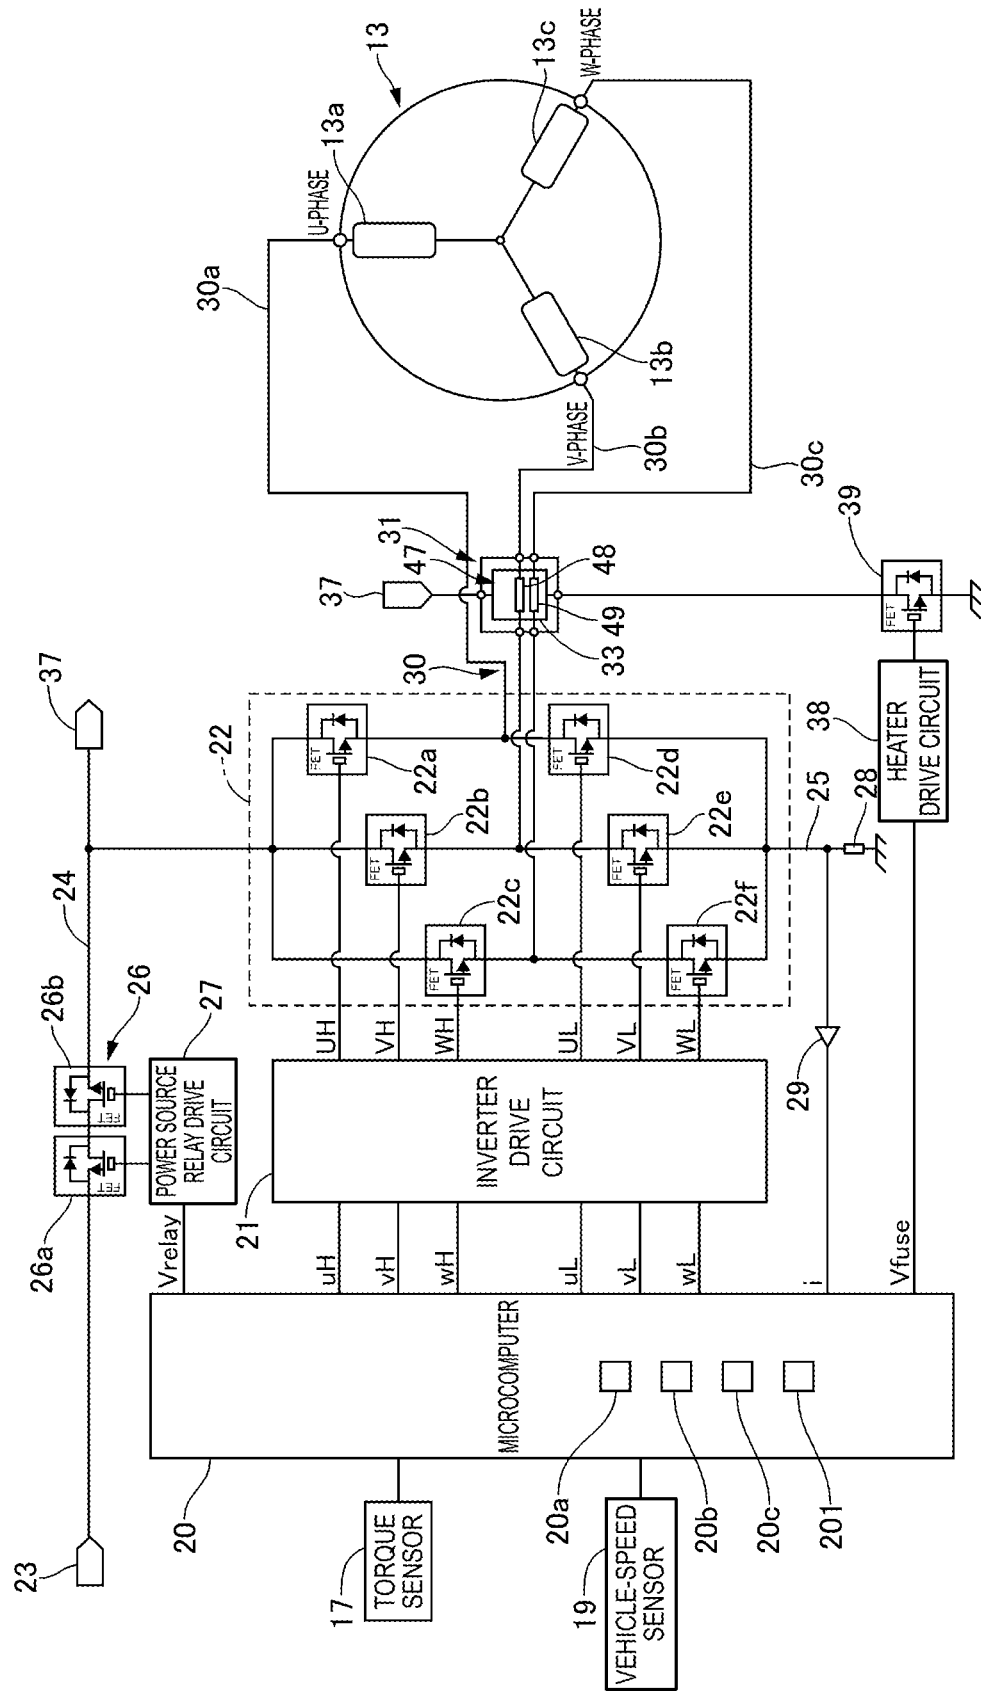 23
24
37
26a
26b
26
FET
FET
POWER SOURCE
RELAY DRIVE
CIRCUIT
27
Vrelay
20
MICROCOMPUTER
20a
20b
20c
201
17
TORQUE
SENSOR
19
VEHICLE-SPEED
SENSOR
uH
vH
wH
uL
vL
wL
i
Vfuse
21
INVERTER
DRIVE
CIRCUIT
UH
VH
WH
UL
VL
WL
29
22
FET
22a
FET
22b
FET
22c
FET
22d
FET
22e
FET
22f
25
28
HEATER
DRIVE CIRCUIT
38
FET
39
30
37
47
31
33
49
48
30a
30b
30c
U-PHASE
V-PHASE
W-PHASE
13
13a
13b
13c